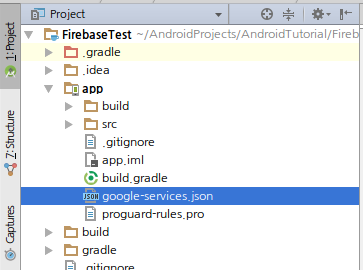 Project
FirebaseTest ~/AndroidProjects/AndroidTutorial/Fireb
.gradle
.idea
app
build
src
.gitignore
app.iml
build.gradle
JSON google-services.json
proguard-rules.pro
build
gradle
.gitignore
1: Project
7: Structure
Captures